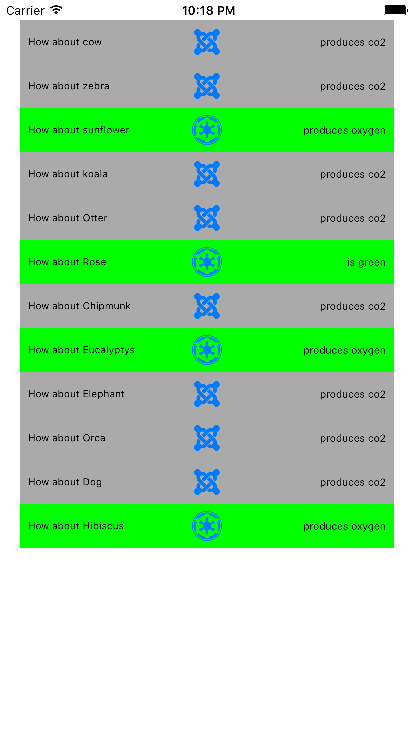 Carrier 10:18 PM
How about cow produces co2
How about zebra produces co2
How about sunflower produces oxygen
How about koala produces co2
How about Otter produces co2
How about Rose is green
How about Chipmunk produces co2
How about Eucalyptys produces oxygen
How about Elephant produces co2
How about Orca produces co2
How about Dog produces co2
How about Hibiscus produces oxygen